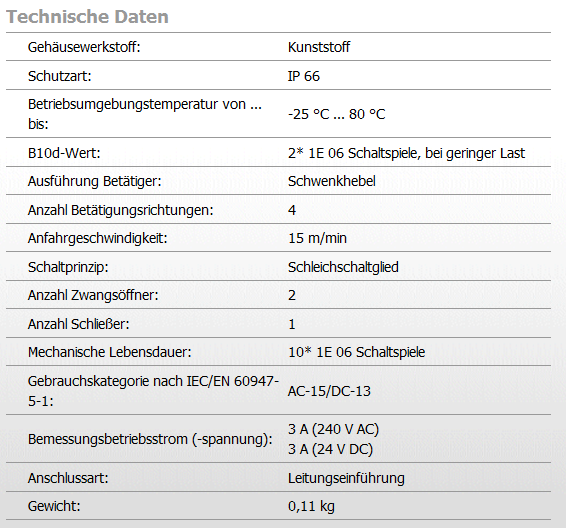 Technische Daten
Gehäusewerkstoff: Kunststoff
Schutzart: IP 66
Betriebsumgebungstemperatur von ...
bis: -25 °C ... 80 °C
B10d-Wert: 2* 1E 06 Schaltspiele, bei geringer Last
Ausführung Betätiger: Schwenkhebel
Anzahl Betätigungsrichtungen: 4
Anfahrgeschwindigkeit: 15 m/min
Schaltprinzip: Schleichschaltglied
Anzahl Zwangsöffner: 2
Anzahl Schließer: 1
Mechanische Lebensdauer: 10* 1E 06 Schaltspiele
Gebrauchskategorie nach IEC/EN 60947-
5-1: AC-15/DC-13
Bemessungsbetriebsstrom (-spannung): 3 A (240 V AC)
3 A (24 V DC)
Anschlussart: Leitungseinführung
Gewicht: 0,11 kg